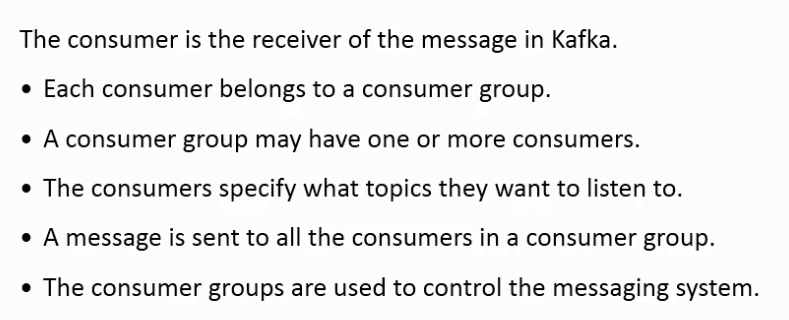 The consumer is the receiver of the message in Kafka.
• Each consumer belongs to a consumer group.
• A consumer group may have one or more consumers.
• The consumers specify what topics they want to listen to.
• A message is sent to all the consumers in a consumer group.
• The consumer groups are used to control the messaging system.